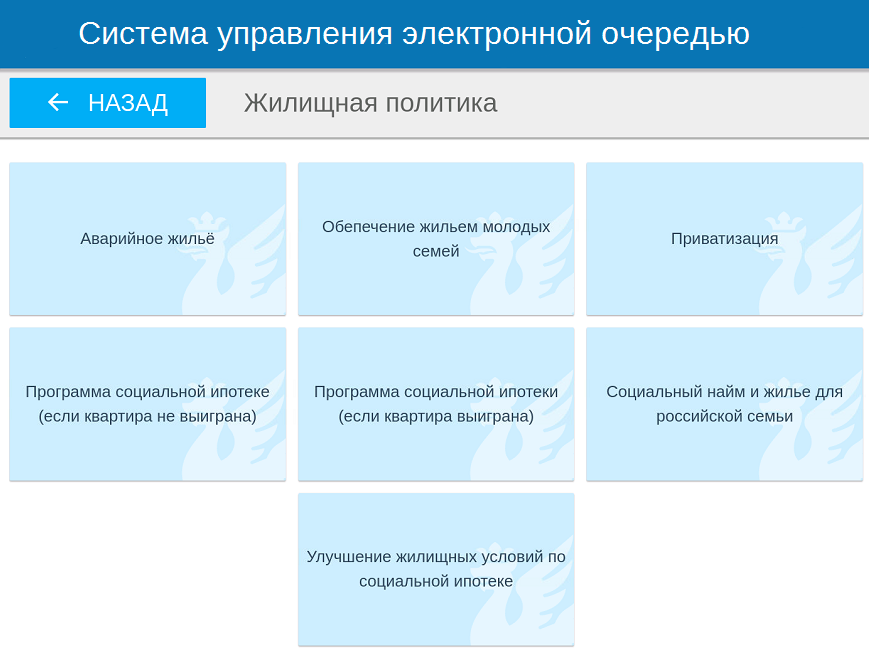 Система управления электронной очередью
НАЗАД
Жилищная политика
Аварийное жильё
Обепечение жильем молодых
семей
Приватизация
Программа социальной ипотеке
(если квартира не выиграна)
Программа социальной ипотеки
(если квартира выиграна)
Социальный найм и жилье для
российской семьи
Улучшение жилищных условий по
социальной ипотеке